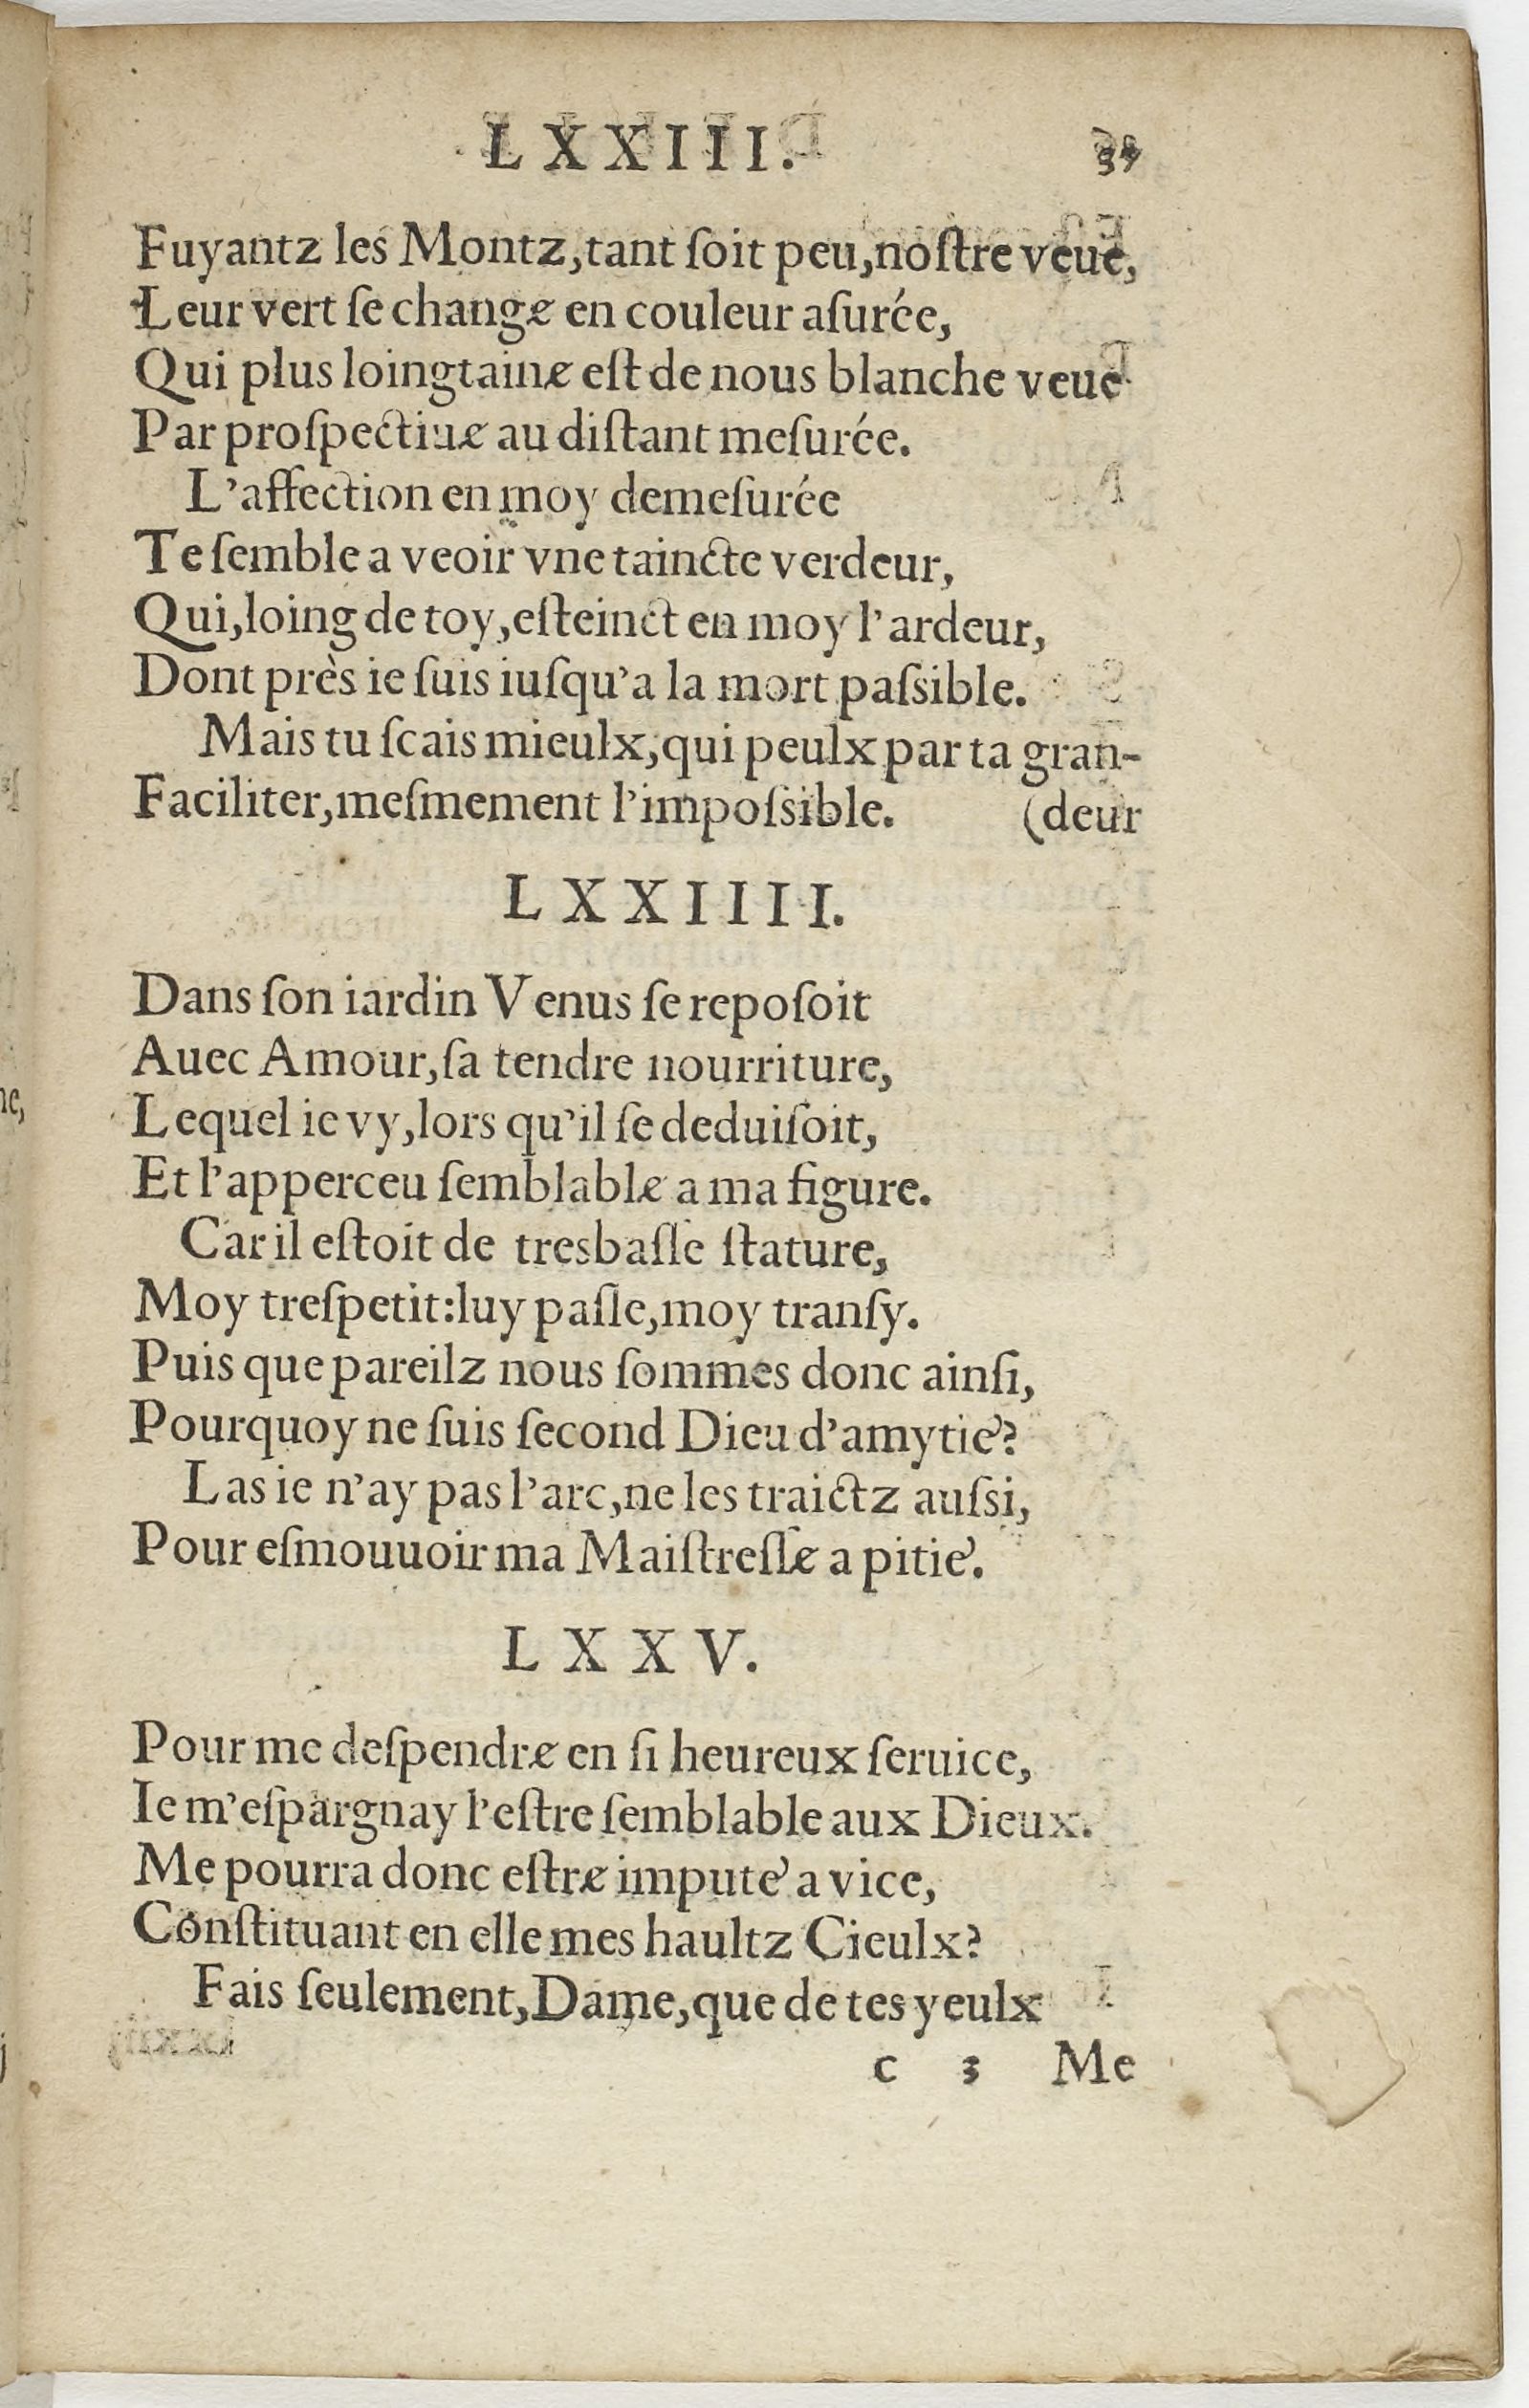 LXXIII.
Fuyantz les Montz, tant ſoit peu, noſtre veue,
Leur vert ſe change en couleur aſurée,
Qui plus loingtaine eſt de nous blanche veue
Par proſpectiue au diſtant meſurée.
L'affection en moy demeſurée
Te ſemble a veoir vne taincte verdeur,
Qui, loing de toy, eſteinct en moy l'ardeur,
Dont près ie ſuis iuſqu'a la mort paſsible.
Mais tu ſcais mieulx, qui peulx par ta gran-
Faciliter, meſmement l'impoſsible. (deur
LXXIIII.
Dans ſon iardin Venus ſe repoſoit
Auec Amour, ſa tendre nourriture,
Lequel ie vy, lors qu'il ſe deduiſoit,
Et l'apperceu ſemblable a ma figure.
Car il eſtoit de tresbaſſe ſtature,
Moy treſpetit: luy paſle, moy tranſy.
Puis que pareilz nous ſommes donc ainſi,
Pourquoy ne ſuis ſecond Dieu d'amytié?
Las ie n'ay pas l'arc, ne les traictz auſsi,
Pour eſmouuoir ma Maiſtreſſe a pitié.
LXXV.
Pour me deſpendre en ſi heureux ſeruice,
Ie m'eſpargnay l'eſtre ſemblable aux Dieux.
Me pourra donc eſtre imputé a vice,
Conſtituant en elle mes haultz Cieulx?
Fais ſeulement, Dame, que de tes yeulx
c 3 Me